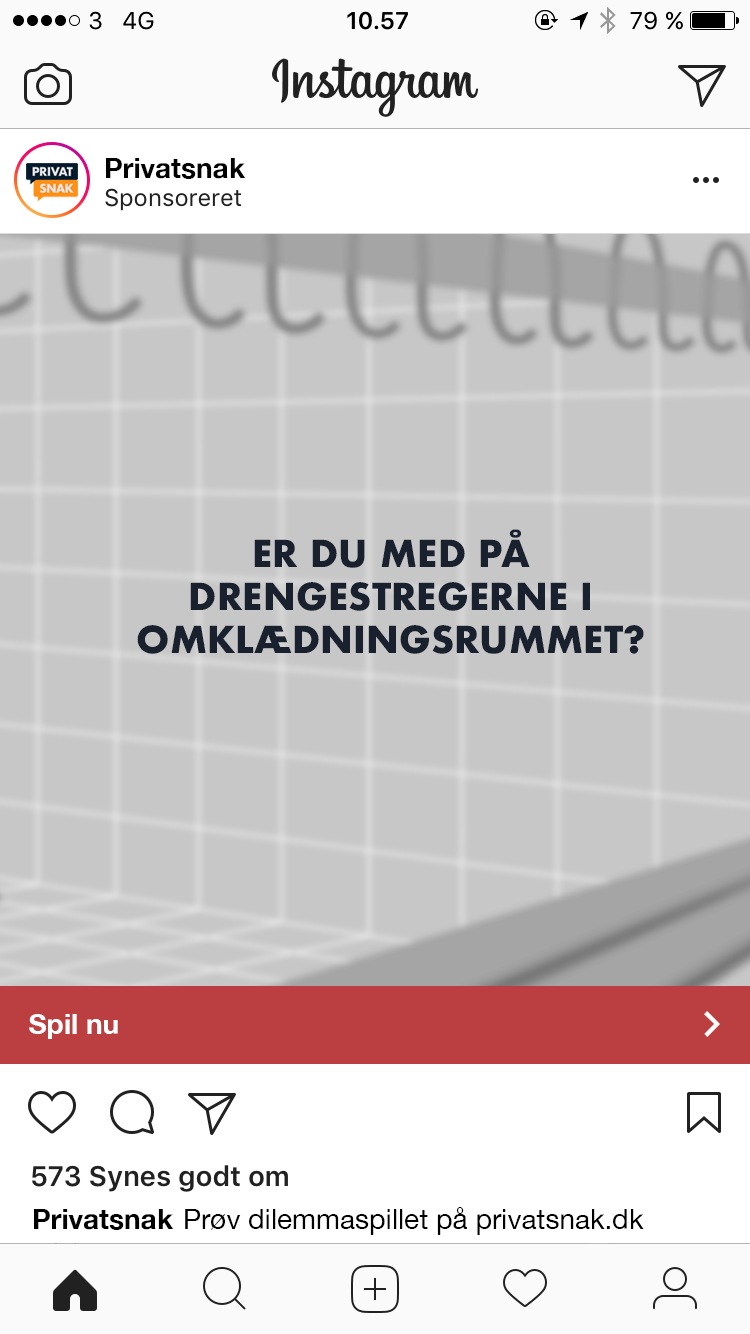 3 4G 10.57 79 %
Instagram
PRIVAT
SNAK
Privatsnak
Sponsoreret
ER DU MED PÅ
DRENGESTREGERNE I
OMKLÆDNINGSRUMMET?
Spil nu
573 Synes godt om
Privatsnak Prøv dilemmaspillet på privatsnak.dk